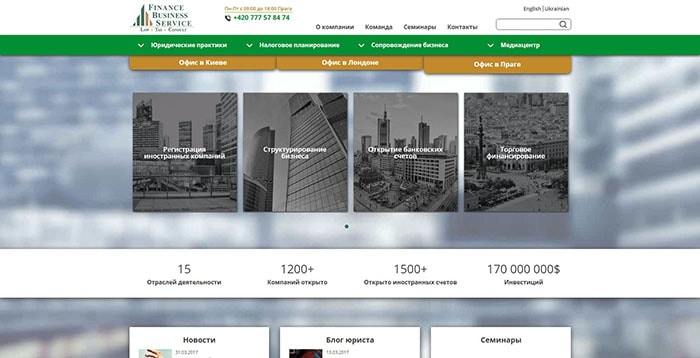 FINANCE
BUSINESS
SERVICE
LAW · TAX · CONSULT
Пн-Пт с 09:00 до 18:00 Прага
+420 777 57 84 74
English | Ukrainian
О компании Команда Семинары Контакты
Юридические практики Налоговое планирование Сопровождение бизнеса Медиацентр
Офис в Киеве Офис в Лондоне Офис в Праге
Регистрация
иностранных компаний
Структурирование
бизнеса
Открытие банковских
счетов
Торговое
финансирование
15 1200+ 1500+ 170 000 000$
Отраслей деятельности Компаний открыто Открыто иностранных счетов Инвестиций
Новости Блог юриста Семинары
31.03.2017 13.03.2017